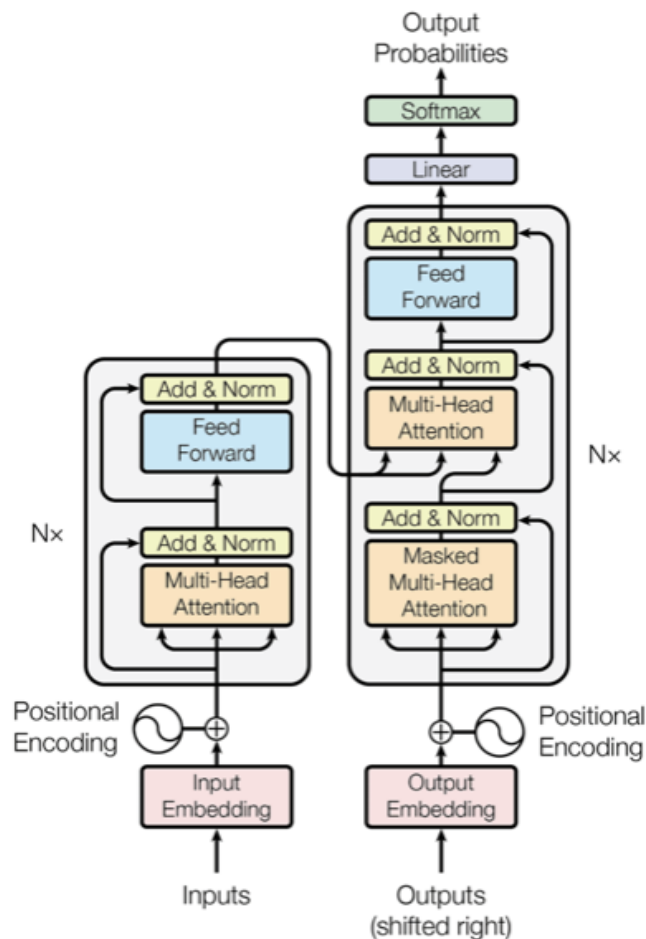 Output
Probabilities
Softmax
Linear
Add & Norm
Feed
Forward
Add & Norm
Multi-Head
Attention
Add & Norm
Masked
Multi-Head
Attention
Nx
Add & Norm
Feed
Forward
Add & Norm
Multi-Head
Attention
Nx
Positional
Encoding
Positional
Encoding
Input
Embedding
Output
Embedding
Inputs
Outputs
(shifted right)